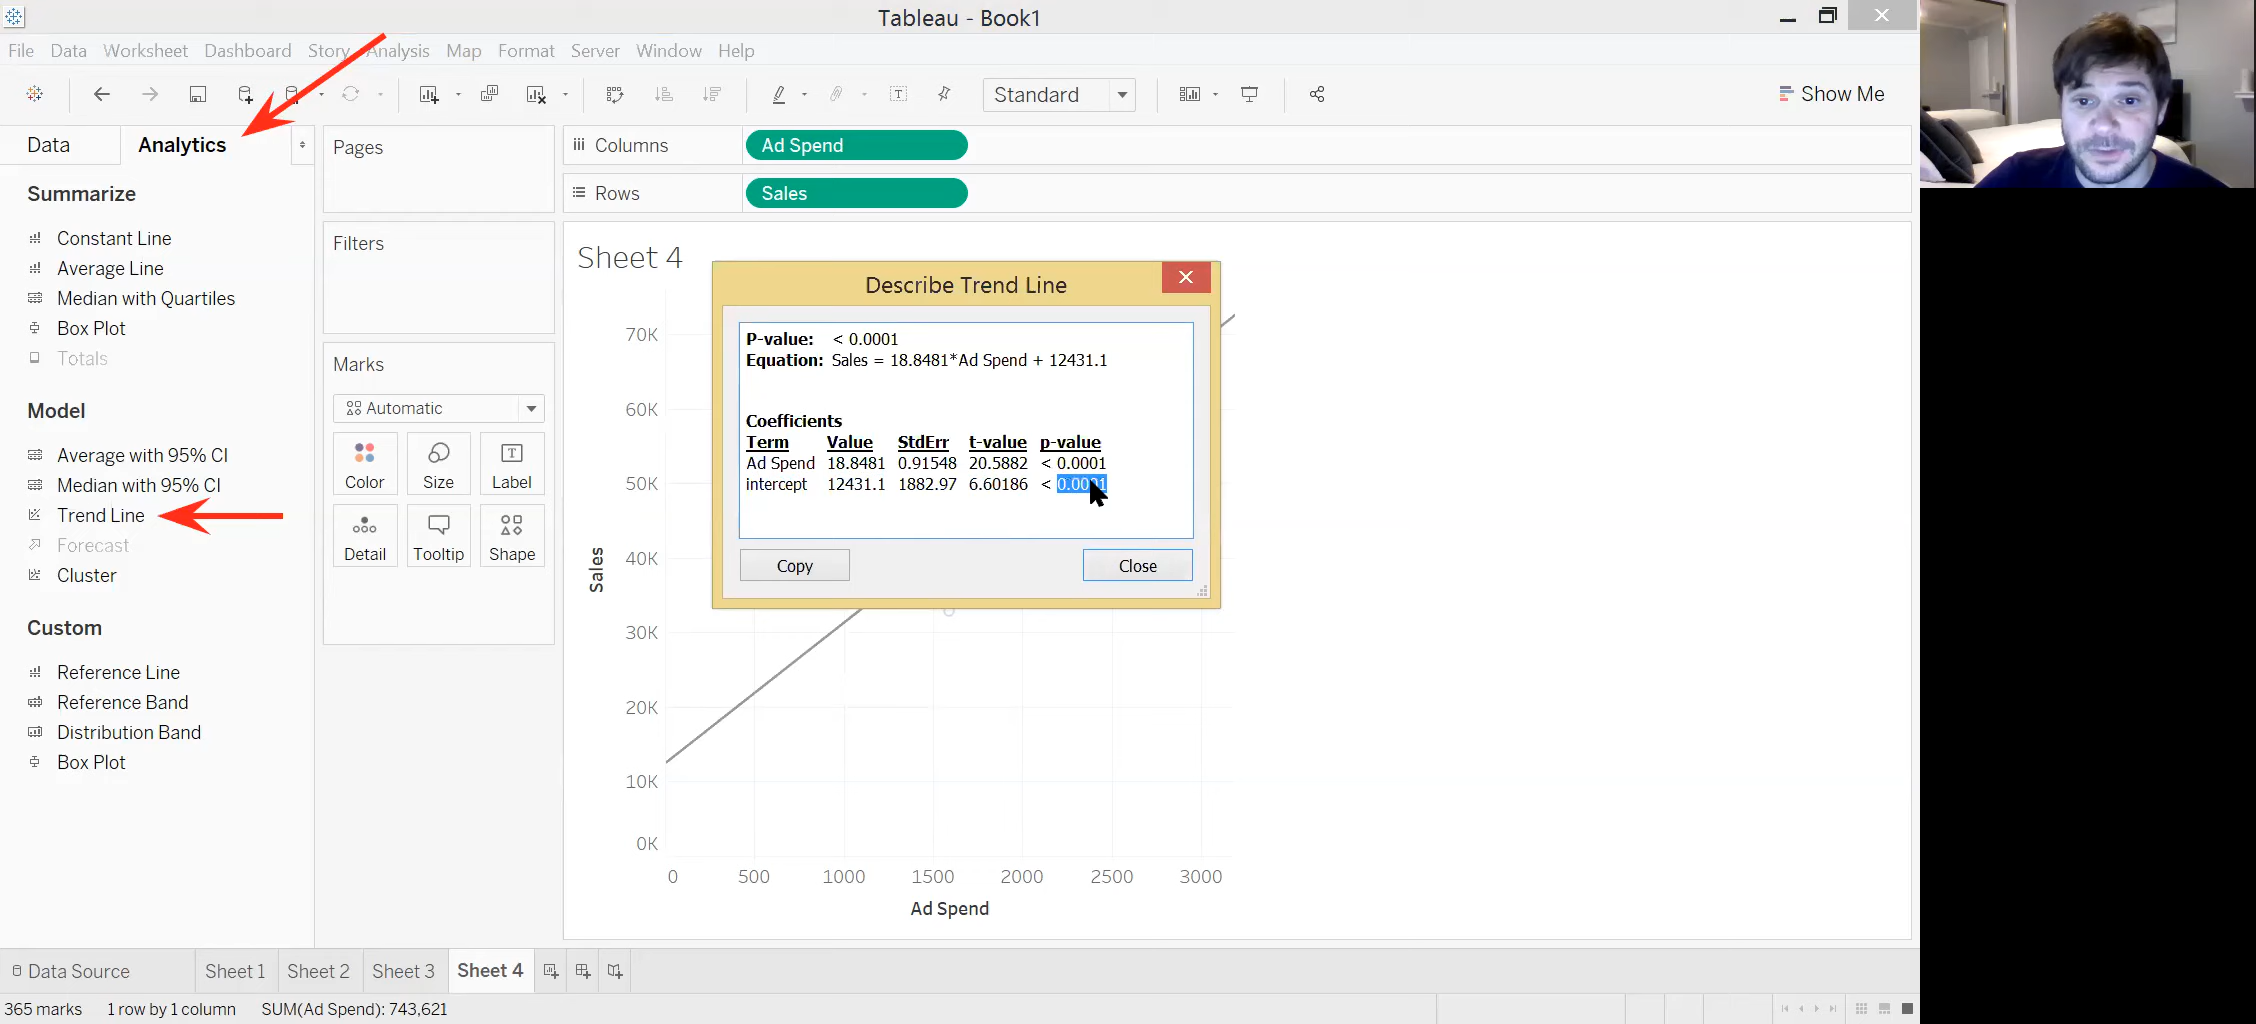 Tableau - Book1
File Data Worksheet Dashboard Story Analysis Map Format Server Window Help
Standard
Show Me
Data Analytics
Pages
Columns Ad Spend
Rows Sales
Summarize
Constant Line
Average Line
Median with Quartiles
Box Plot
Totals
Model
Average with 95% CI
Median with 95% CI
Trend Line
Forecast
Cluster
Custom
Reference Line
Reference Band
Distribution Band
Box Plot
Filters
Marks
Automatic
Color Size Label
Detail Tooltip Shape
Sheet 4
Describe Trend Line
P-value: < 0.0001
Equation: Sales = 18.8481*Ad Spend + 12431.1
Coefficients
Term Value StdErr t-value p-value
Ad Spend 18.8481 0.91548 20.5882 < 0.0001
intercept 12431.1 1882.97 6.60186 < 0.0001
Copy Close
70K
60K
50K
40K
30K
20K
10K
0K
Sales
0 500 1000 1500 2000 2500 3000
Ad Spend
Data Source Sheet 1 Sheet 2 Sheet 3 Sheet 4
365 marks 1 row by 1 column SUM(Ad Spend): 743,621